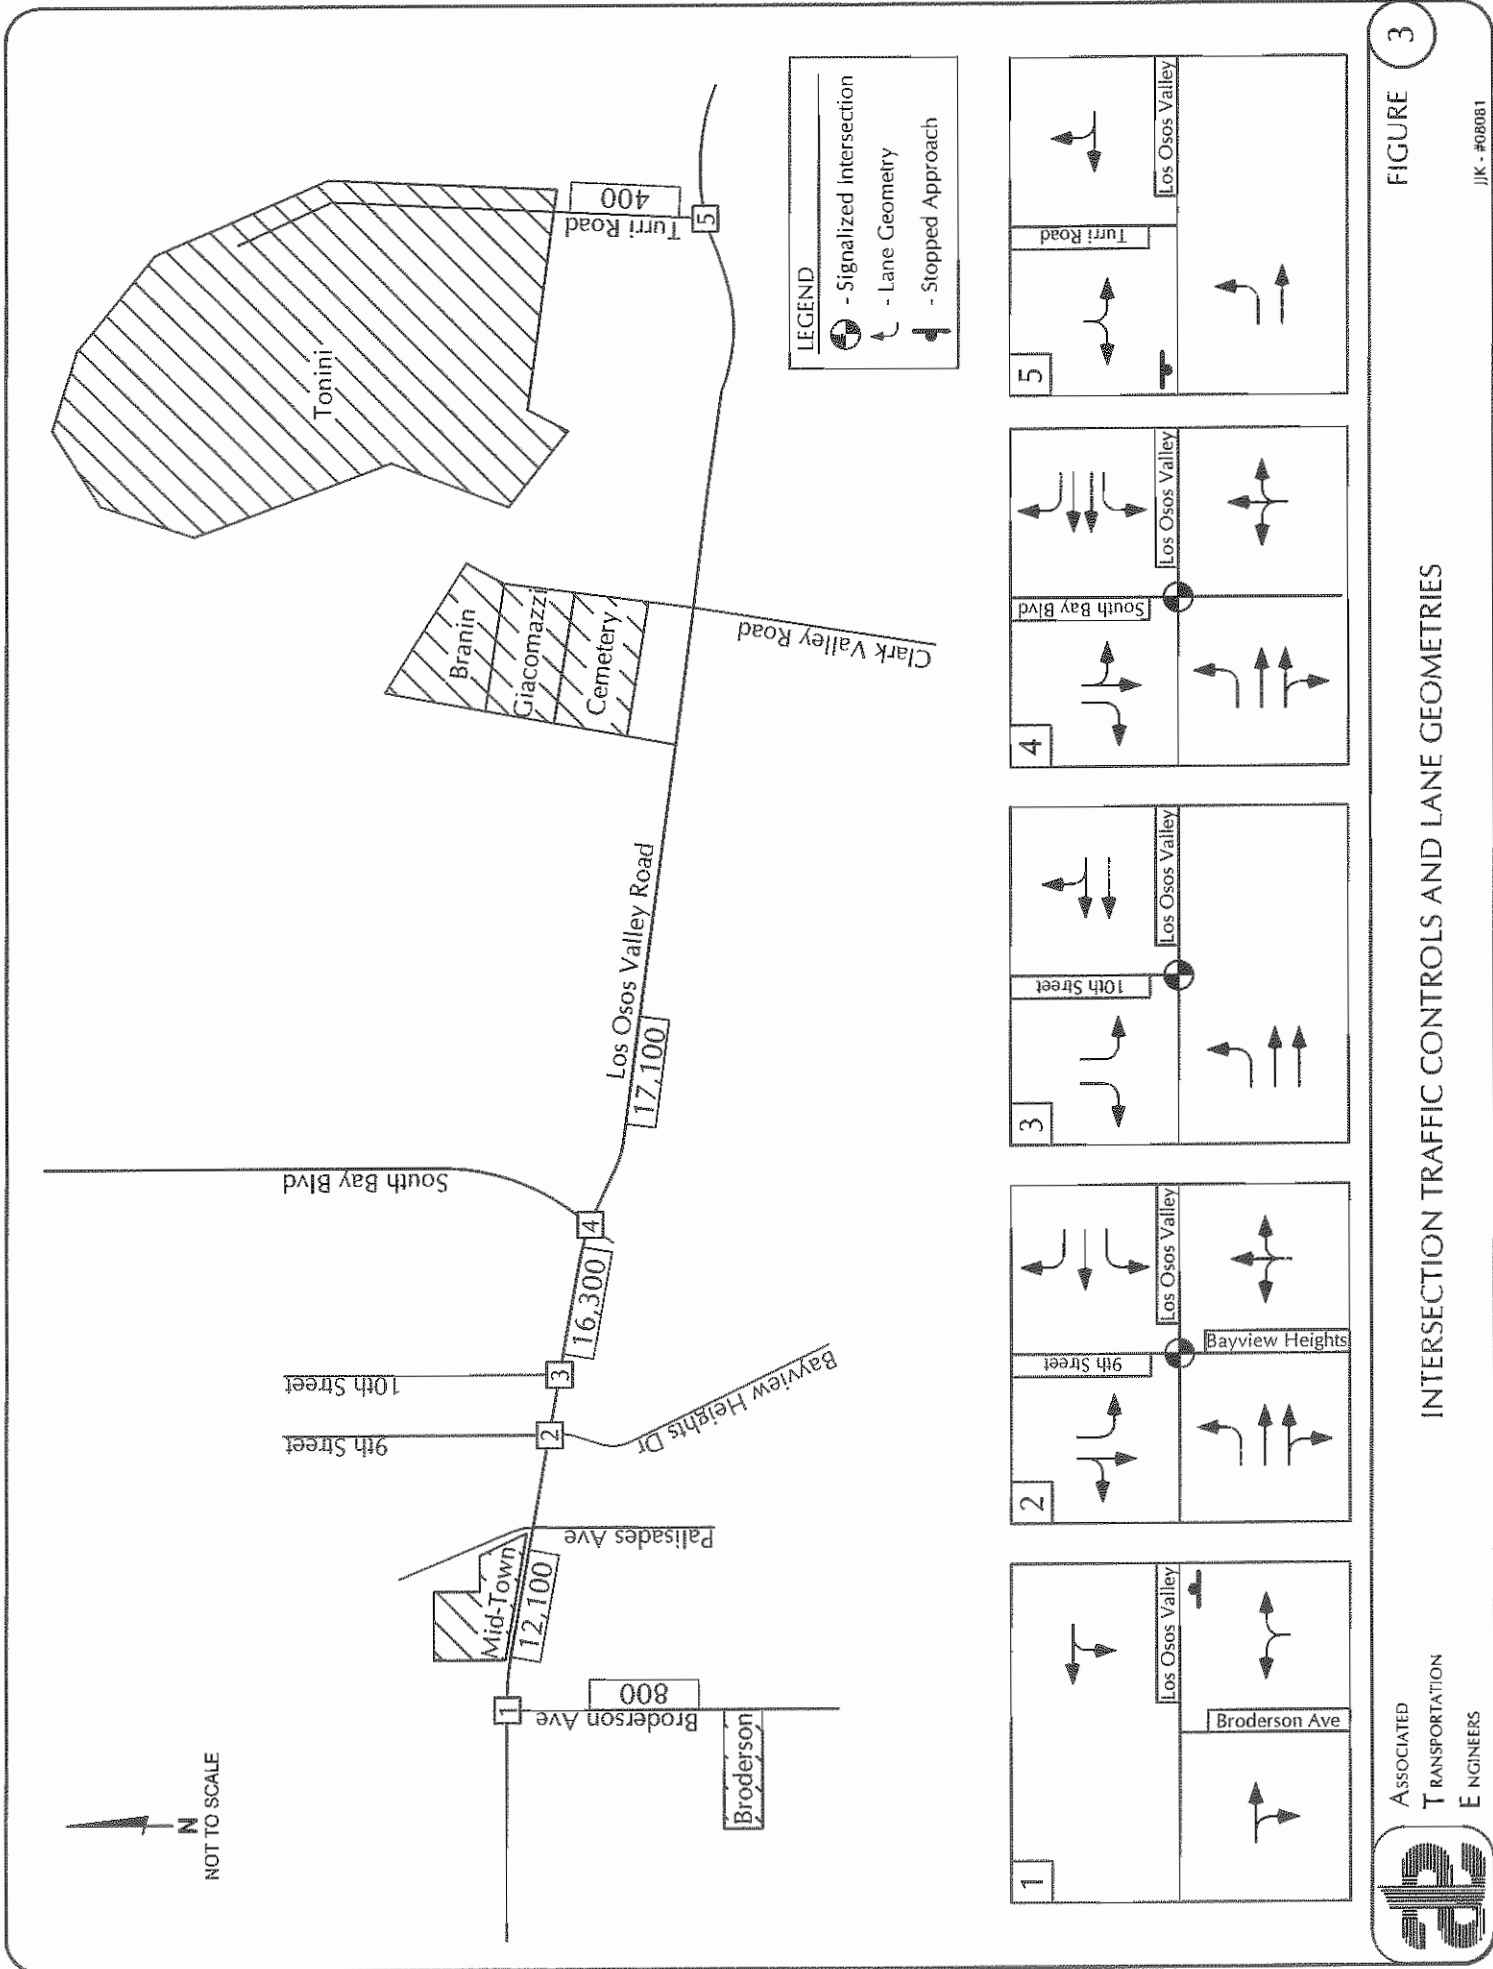 N
NOT TO SCALE
Tonini
Branin
Giacomazzi
Cemetery
Turri Road
400
5
Clark Valley Road
Los Osos Valley Road
17,100
South Bay Blvd
4
16,300
10th Street
3
9th Street
2
Bayview Heights Dr
Palisades Ave
Mid-Town
12,100
1
Broderson Ave
800
Broderson
LEGEND
- Signalized Intersection
- Lane Geometry
- Stopped Approach
1
Los Osos Valley
Broderson Ave
2
9th Street
Los Osos Valley
Bayview Heights
3
10th Street
Los Osos Valley
4
South Bay Blvd
Los Osos Valley
5
Turri Road
Los Osos Valley
ate
ASSOCIATED
TRANSPORTATION
ENGINEERS
INTERSECTION TRAFFIC CONTROLS AND LANE GEOMETRIES
FIGURE
3
JJK - #08081